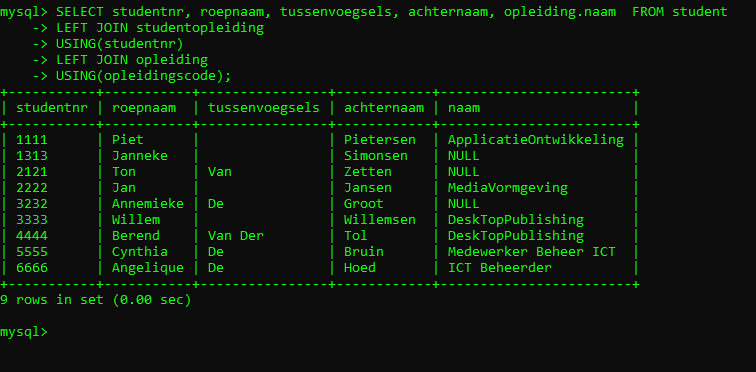 mysql> SELECT studentnr, roepnaam, tussenvoegsels, achternaam, opleiding.naam  FROM student
    -> LEFT JOIN studentopleiding
    -> USING(studentnr)
    -> LEFT JOIN opleiding
    -> USING(opleidingscode);
+-----------+-----------+----------------+------------+------------------------+
| studentnr | roepnaam  | tussenvoegsels | achternaam | naam                   |
+-----------+-----------+----------------+------------+------------------------+
| 1111      | Piet      |                | Pietersen  | ApplicatieOntwikkeling |
| 1313      | Janneke   |                | Simonsen   | NULL                   |
| 2121      | Ton       | Van            | Zetten     | NULL                   |
| 2222      | Jan       |                | Jansen     | MediaVormgeving        |
| 3232      | Annemieke | De             | Groot      | NULL                   |
| 3333      | Willem    |                | Willemsen  | DeskTopPublishing      |
| 4444      | Berend    | Van Der        | Tol        | DeskTopPublishing      |
| 5555      | Cynthia   | De             | Bruin      | Medewerker Beheer ICT  |
| 6666      | Angelique | De             | Hoed       | ICT Beheerder          |
+-----------+-----------+----------------+------------+------------------------+
9 rows in set (0.00 sec)
mysql>